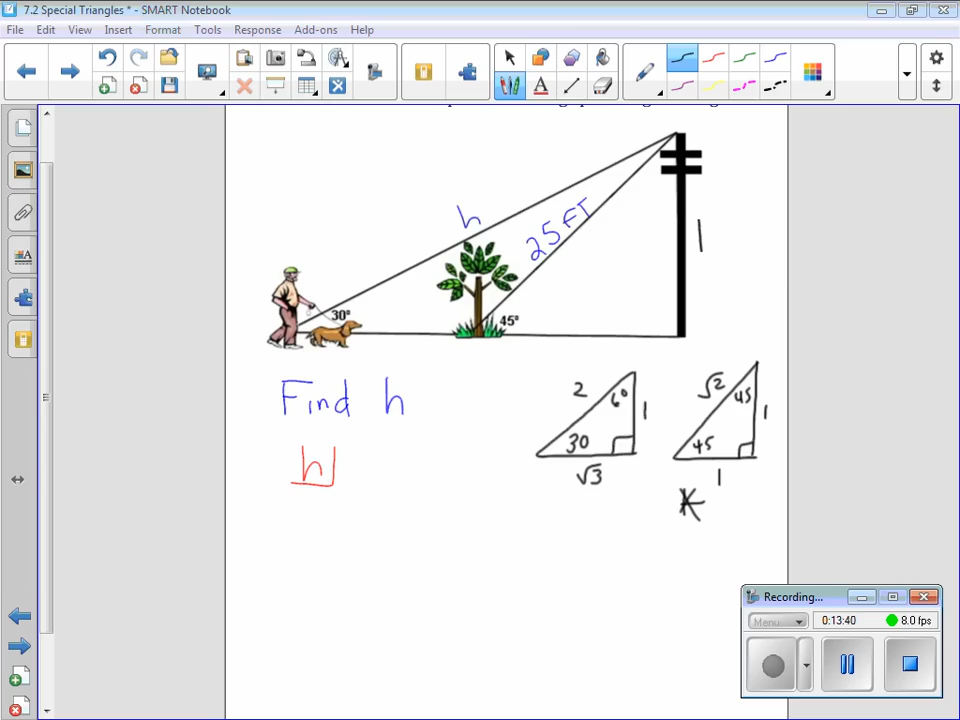 7.2 Special Triangles * - SMART Notebook
File Edit View Insert Format Tools Response Add-ons Help
h
25 FT
30°
45°
Find h
h
2
60
1
30
√3
√2
45
1
45
1
Recording...
Menu
0:13:40
8.0 fps